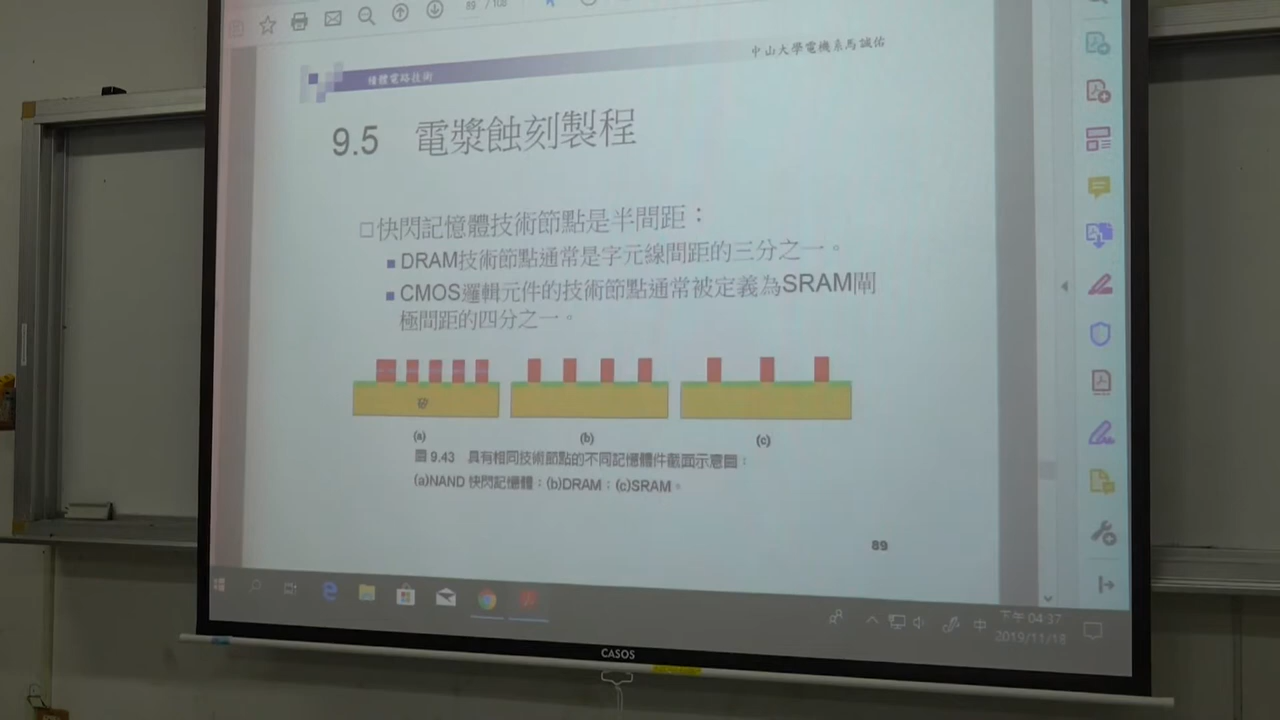 89 / 108
中山大學電機系馬誠佑
積體電路技術
9.5 電漿蝕刻製程
□快閃記憶體技術節點是半間距：
■ DRAM技術節點通常是字元線間距的三分之一。
■ CMOS邏輯元件的技術節點通常被定義為SRAM閘
極間距的四分之一。
矽
(a) (b) (c)
圖 9.43 具有相同技術節點的不同記憶體件截面示意圖：
(a)NAND 快閃記憶體；(b)DRAM；(c)SRAM。
89
中 下午 04:37
2019/11/18
CASOS